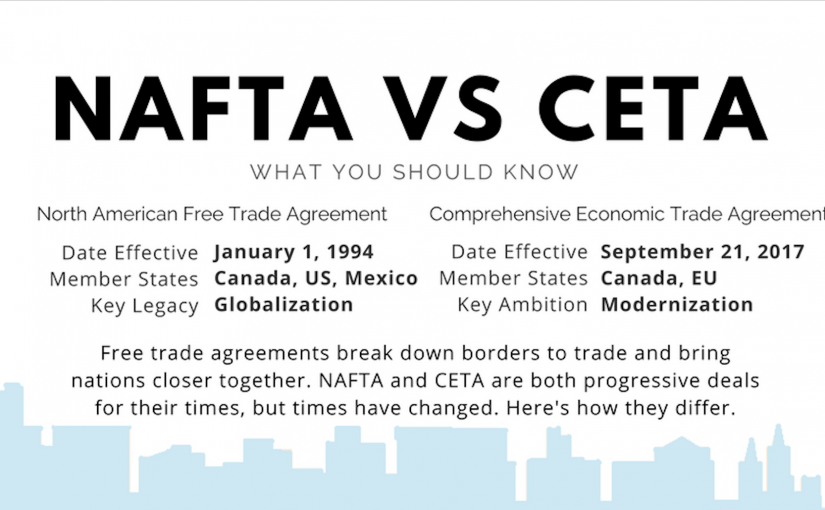 NAFTA VS CETA
WHAT YOU SHOULD KNOW
North American Free Trade Agreement
Date Effective January 1, 1994
Member States Canada, US, Mexico
Key Legacy Globalization
Comprehensive Economic Trade Agreement
Date Effective September 21, 2017
Member States Canada, EU
Key Ambition Modernization
Free trade agreements break down borders to trade and bring
nations closer together. NAFTA and CETA are both progressive deals
for their times, but times have changed. Here's how they differ.